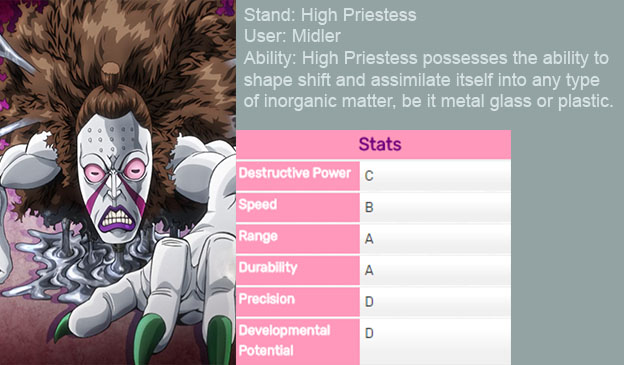 Stand: High Priestess
User: Midler
Ability: High Priestess possesses the ability to
shape shift and assimilate itself into any type
of inorganic matter, be it metal glass or plastic.
Stats
Destructive Power C
Speed B
Range A
Durability A
Precision D
Developmental D
Potential